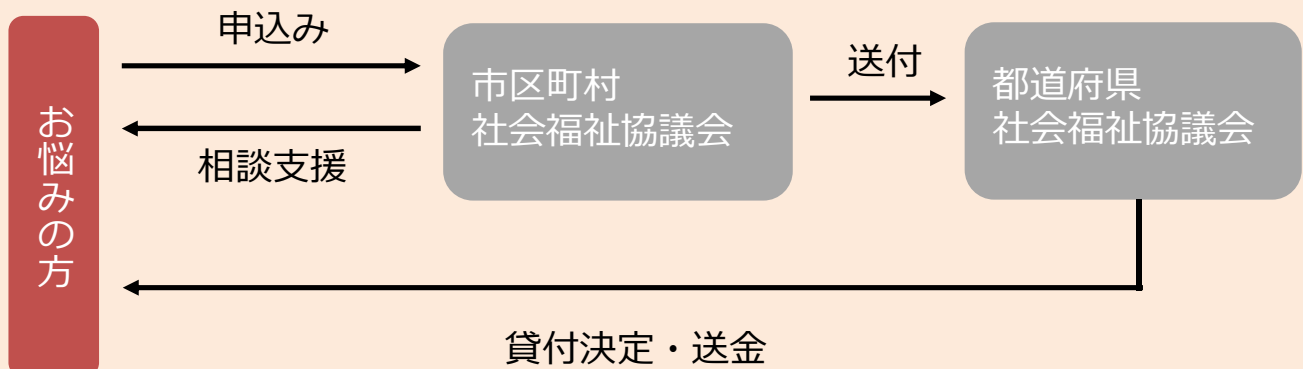 お悩みの方
申込み
相談支援
市区町村
社会福祉協議会
送付
都道府県
社会福祉協議会
貸付決定・送金